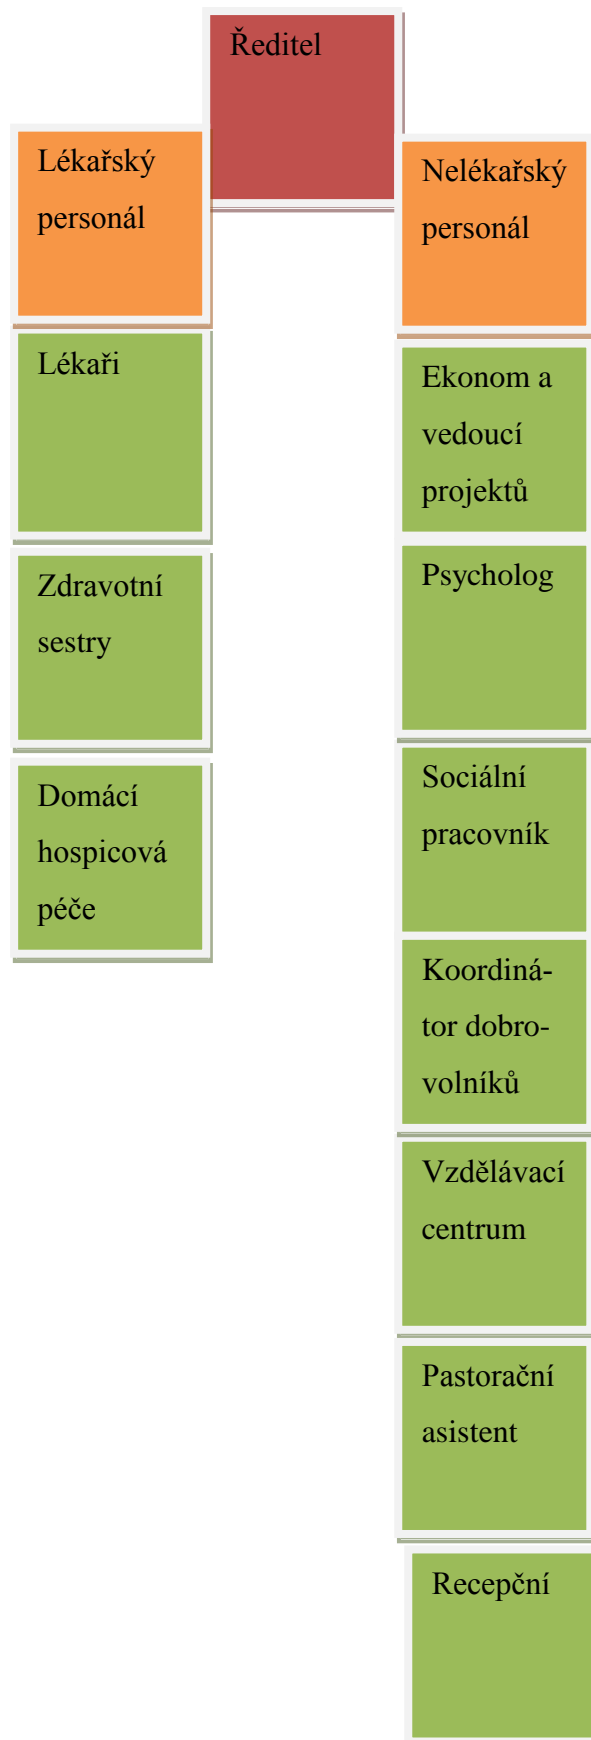 Ředitel
Lékařský
personál
Lékaři
Zdravotní
sestry
Domácí
hospicová
péče
Nelékařský
personál
Ekonom a
vedoucí
projektů
Psycholog
Sociální
pracovník
Koordiná-
tor dobro-
volníků
Vzdělávací
centrum
Pastorační
asistent
Recepční